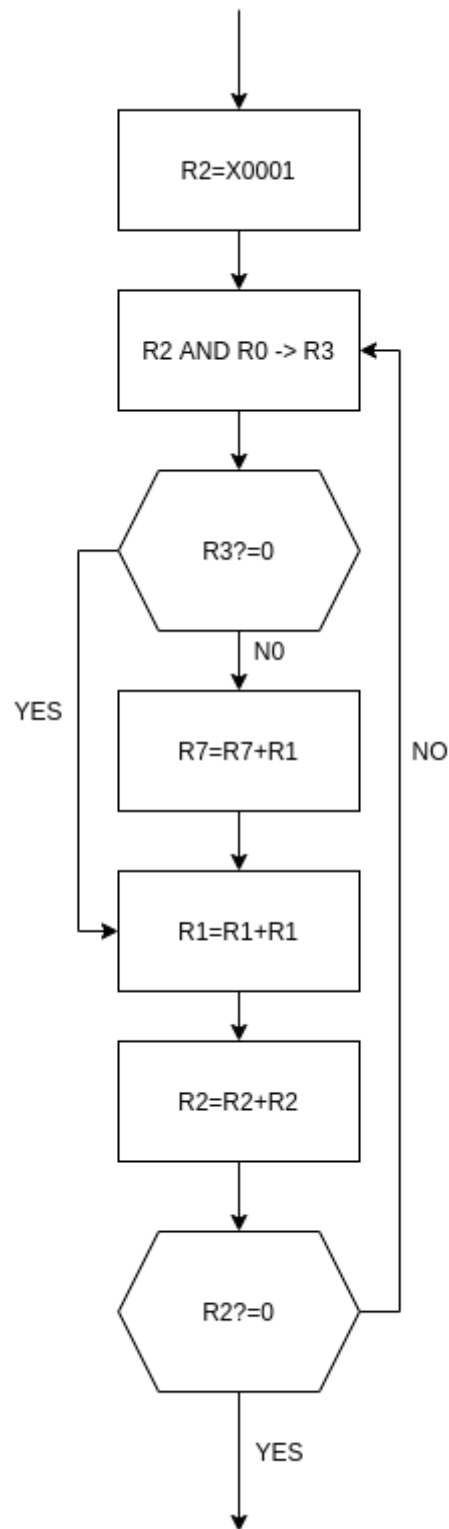 R2=X0001
R2 AND R0 -> R3
R3?=0
N0
YES
R7=R7+R1
NO
R1=R1+R1
R2=R2+R2
R2?=0
YES